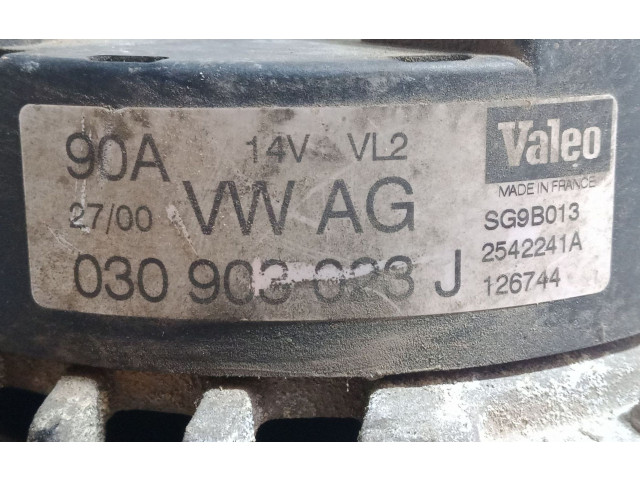 90A 14V VL2 Valeo
MADE IN FRANCE
27/00 VW AG SG9B013
2542241A
030 903 023 J 126744